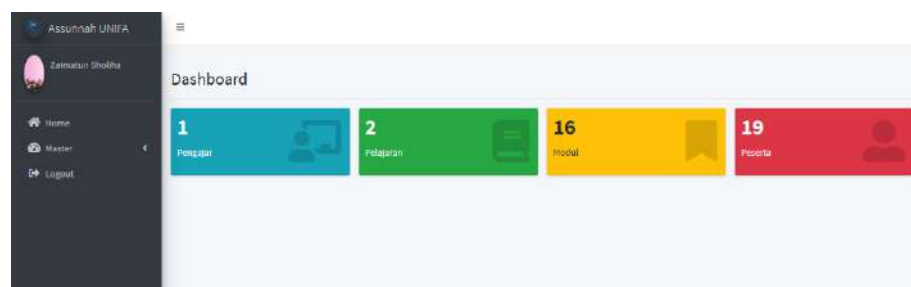 Assunnah UNIFA
Zaimatun Sholiha
Dashboard
Home
Master
Logout
1
Pengajar
2
Pelajaran
16
Modul
19
Peserta